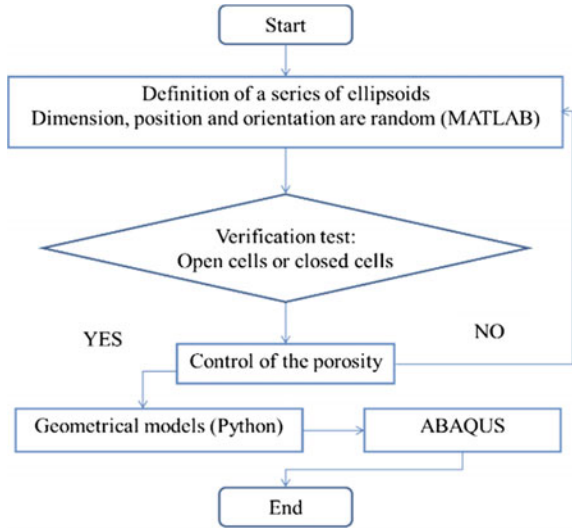 Start
Definition of a series of ellipsoids
Dimension, position and orientation are random (MATLAB)
Verification test:
Open cells or closed cells
YES
NO
Control of the porosity
Geometrical models (Python)
ABAQUS
End